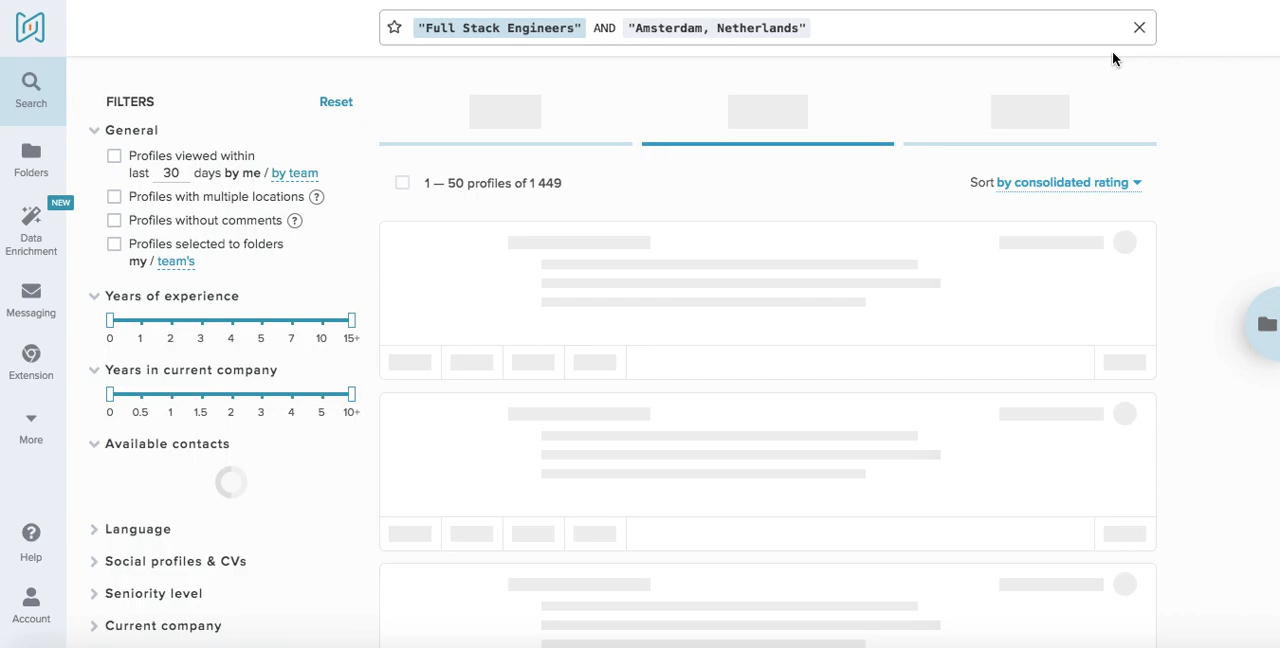 "Full Stack Engineers" AND "Amsterdam, Netherlands"
Search
Folders
NEW
Data
Enrichment
Messaging
Extension
More
Help
Account
FILTERS Reset
General
Profiles viewed within
last 30 days by me / by team
Profiles with multiple locations ?
Profiles without comments ?
Profiles selected to folders
my / team's
Years of experience
0 1 2 3 4 5 7 10 15+
Years in current company
0 0.5 1 1.5 2 3 4 5 10+
Available contacts
Language
Social profiles & CVs
Seniority level
Current company
1 — 50 profiles of 1 449
Sort by consolidated rating